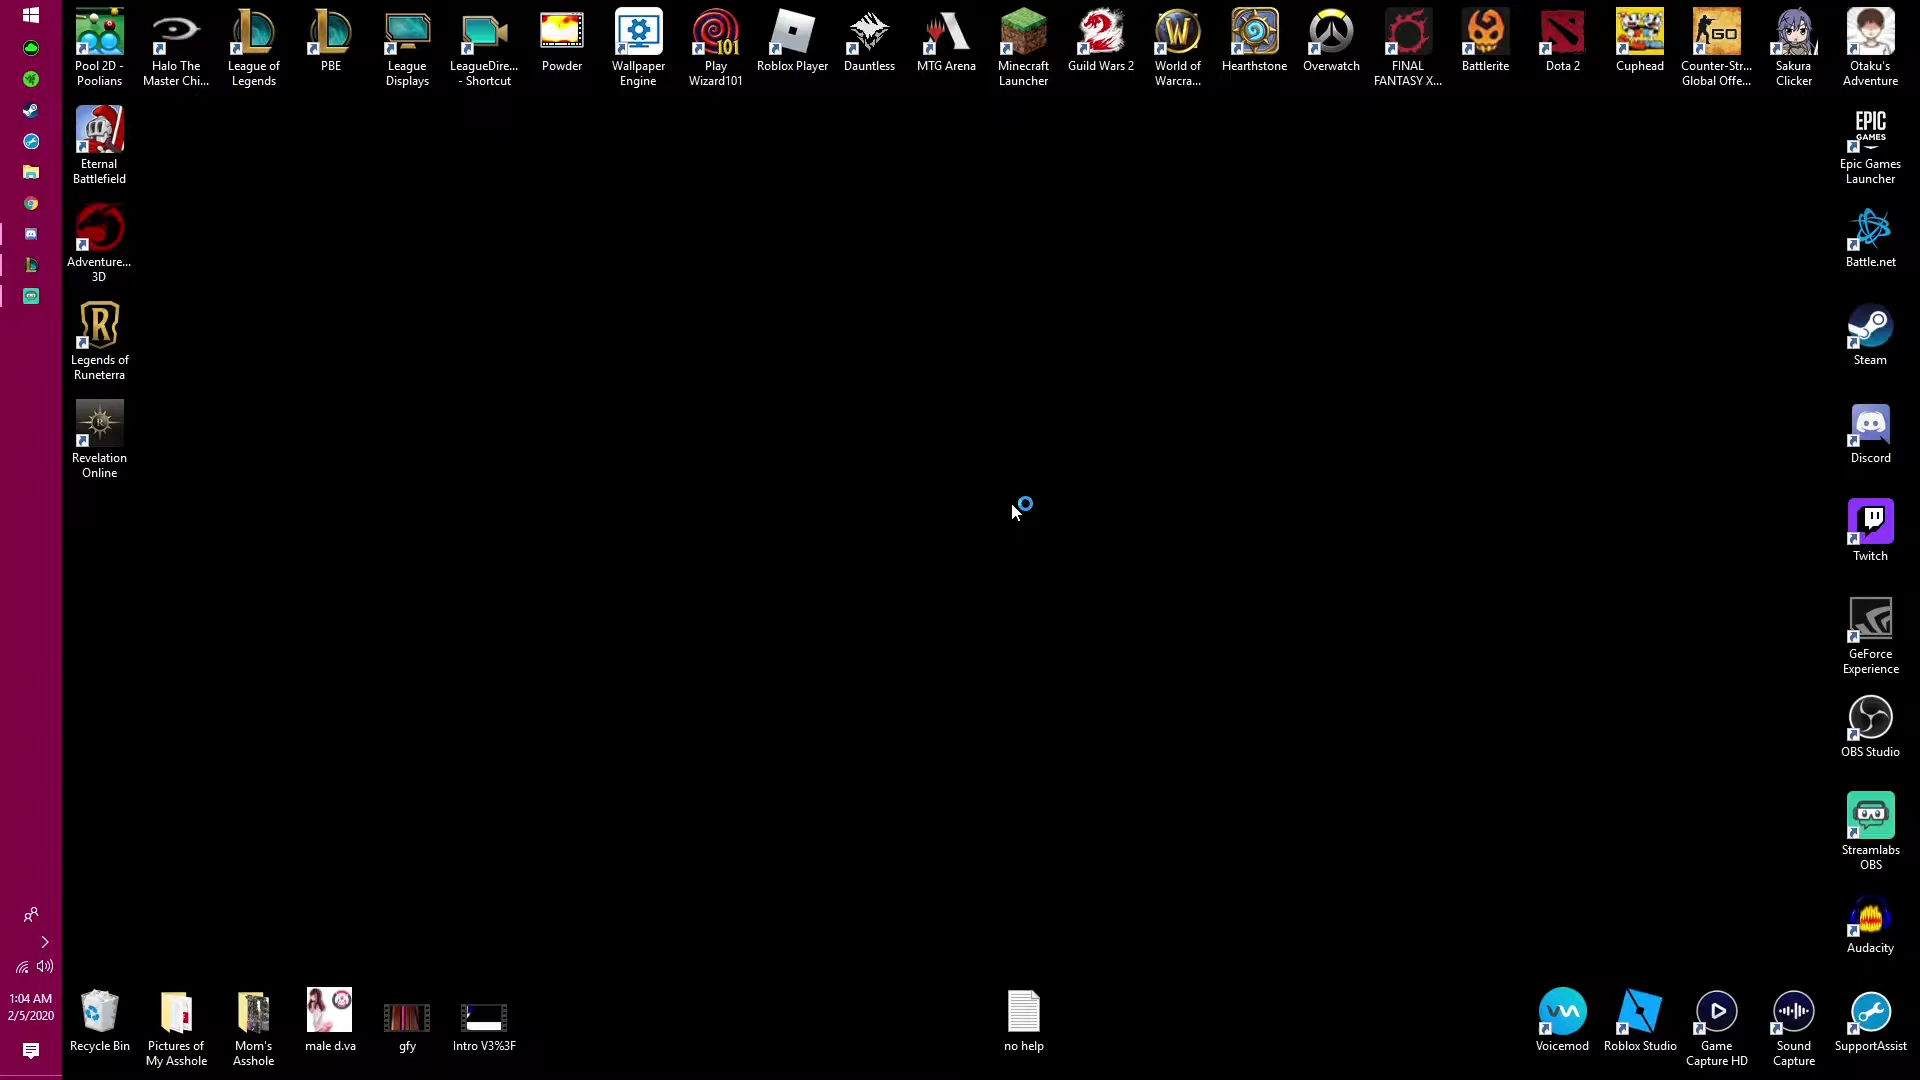 Pool 2D -
Poolians
Halo The
Master Chi...
League of
Legends
PBE
League
Displays
LeagueDire...
- Shortcut
Powder
Wallpaper
Engine
101
Play
Wizard101
Roblox Player
Dauntless
MTG Arena
Minecraft
Launcher
Guild Wars 2
W
World of
Warcra...
Hearthstone
Overwatch
FINAL
FANTASY X...
Battlerite
Dota 2
Cuphead
GO
Counter-Str...
Global Offe...
Sakura
Clicker
Otaku's
Adventure
Eternal
Battlefield
EPIC
GAMES
Epic Games
Launcher
Adventure...
3D
Battle.net
R
Legends of
Runeterra
Steam
R
Revelation
Online
Discord
Twitch
GeForce
Experience
OBS Studio
Streamlabs
OBS
Audacity
1:04 AM
2/5/2020
Recycle Bin
Pictures of
My Asshole
Mom's
Asshole
male d.va
gfy
Intro V3%3F
no help
Voicemod
Roblox Studio
Game
Capture HD
Sound
Capture
SupportAssist